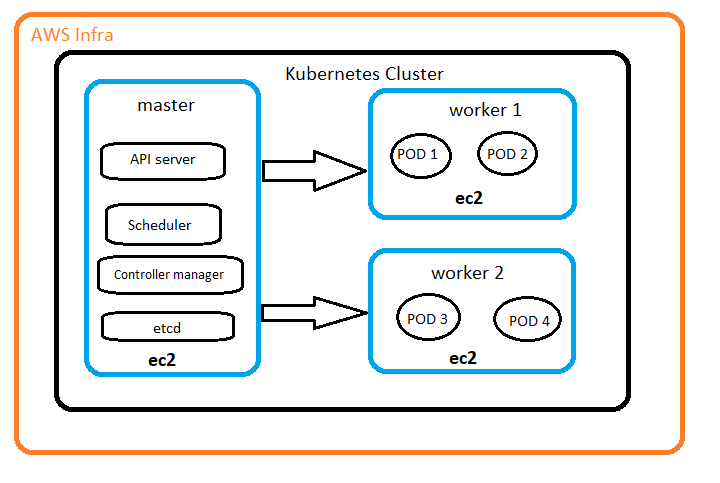 AWS Infra
Kubernetes Cluster
master
API server
Scheduler
Controller manager
etcd
ec2
worker 1
POD 1
POD 2
ec2
worker 2
POD 3
POD 4
ec2